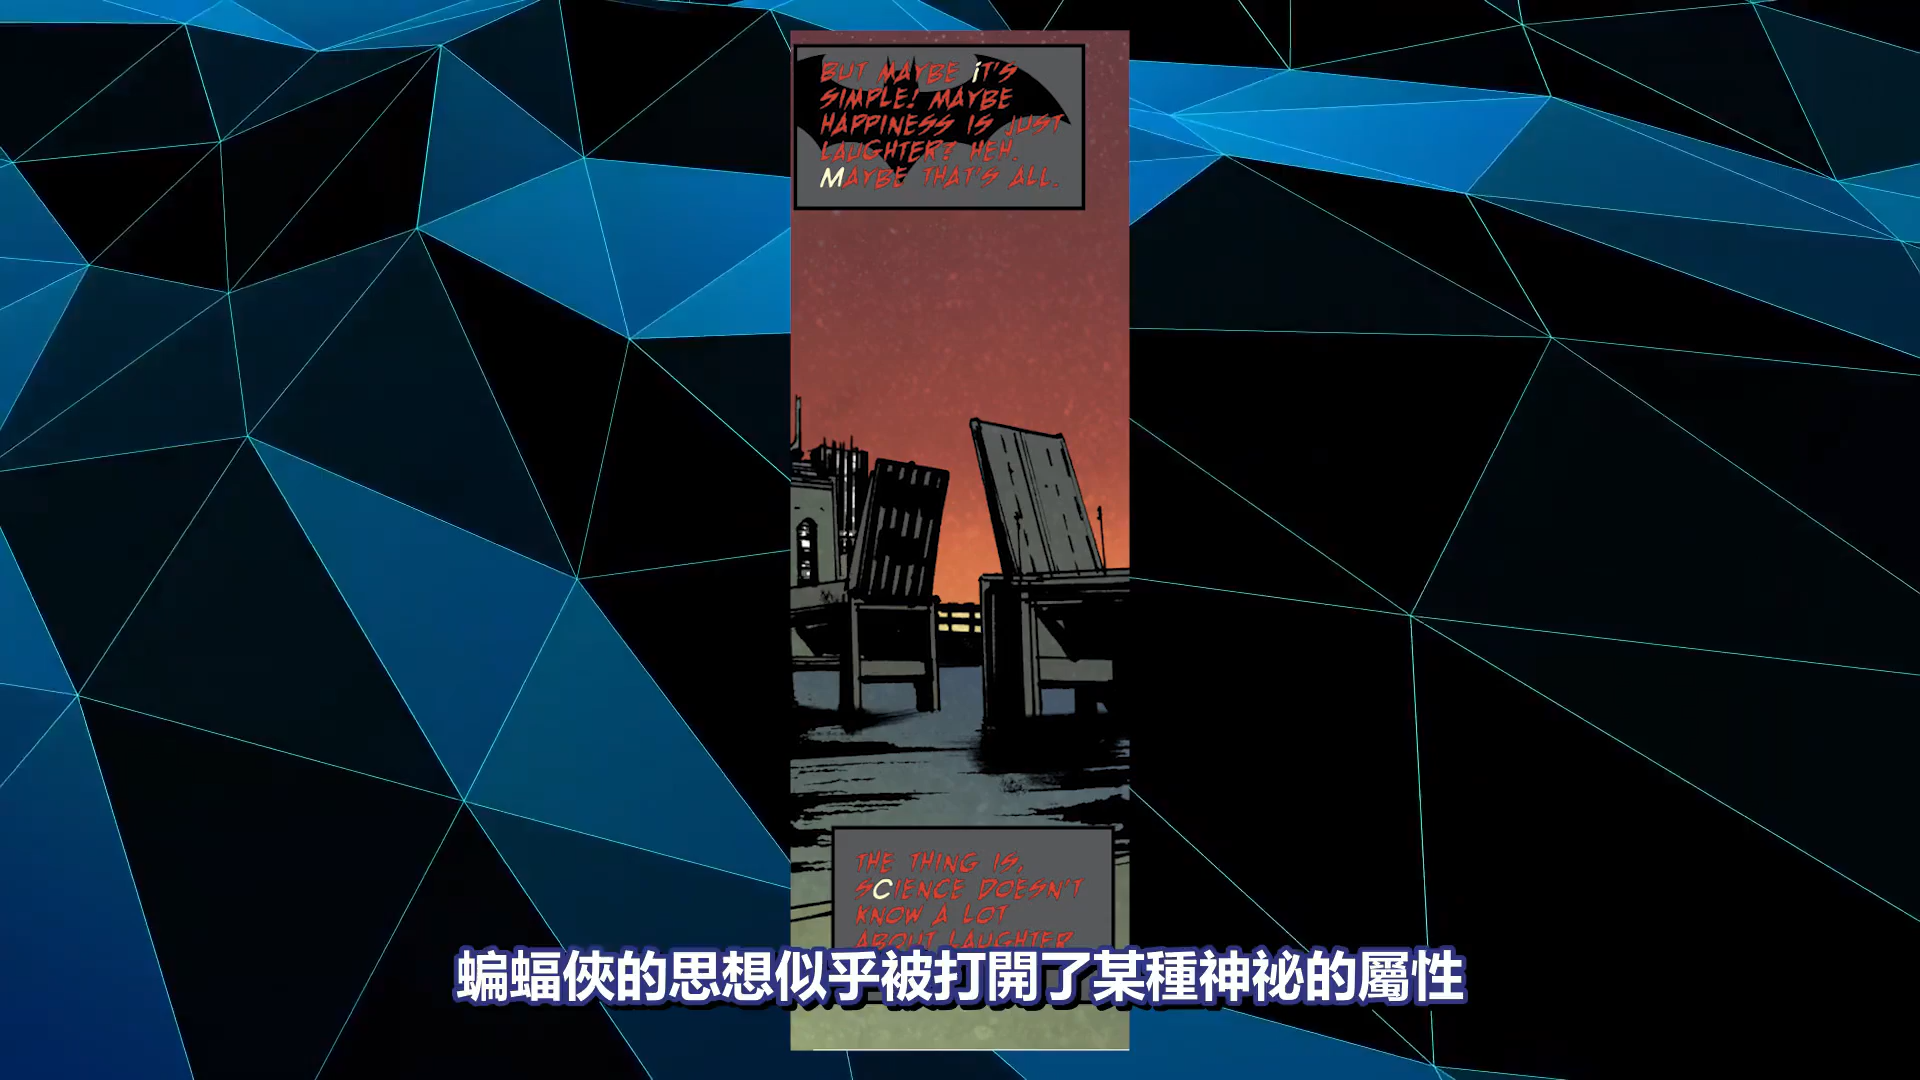 BUT MAYBE iT'S
SIMPLE! MAYBE
HAPPINESS IS JUST
LAUGHTER? HEH.
MAYBE THAT'S ALL.
THE THING IS,
SCIENCE DOESN'T
KNOW A LOT
ABOUT LAUGHTER
蝙蝠俠的思想似乎被打開了某種神祕的屬性